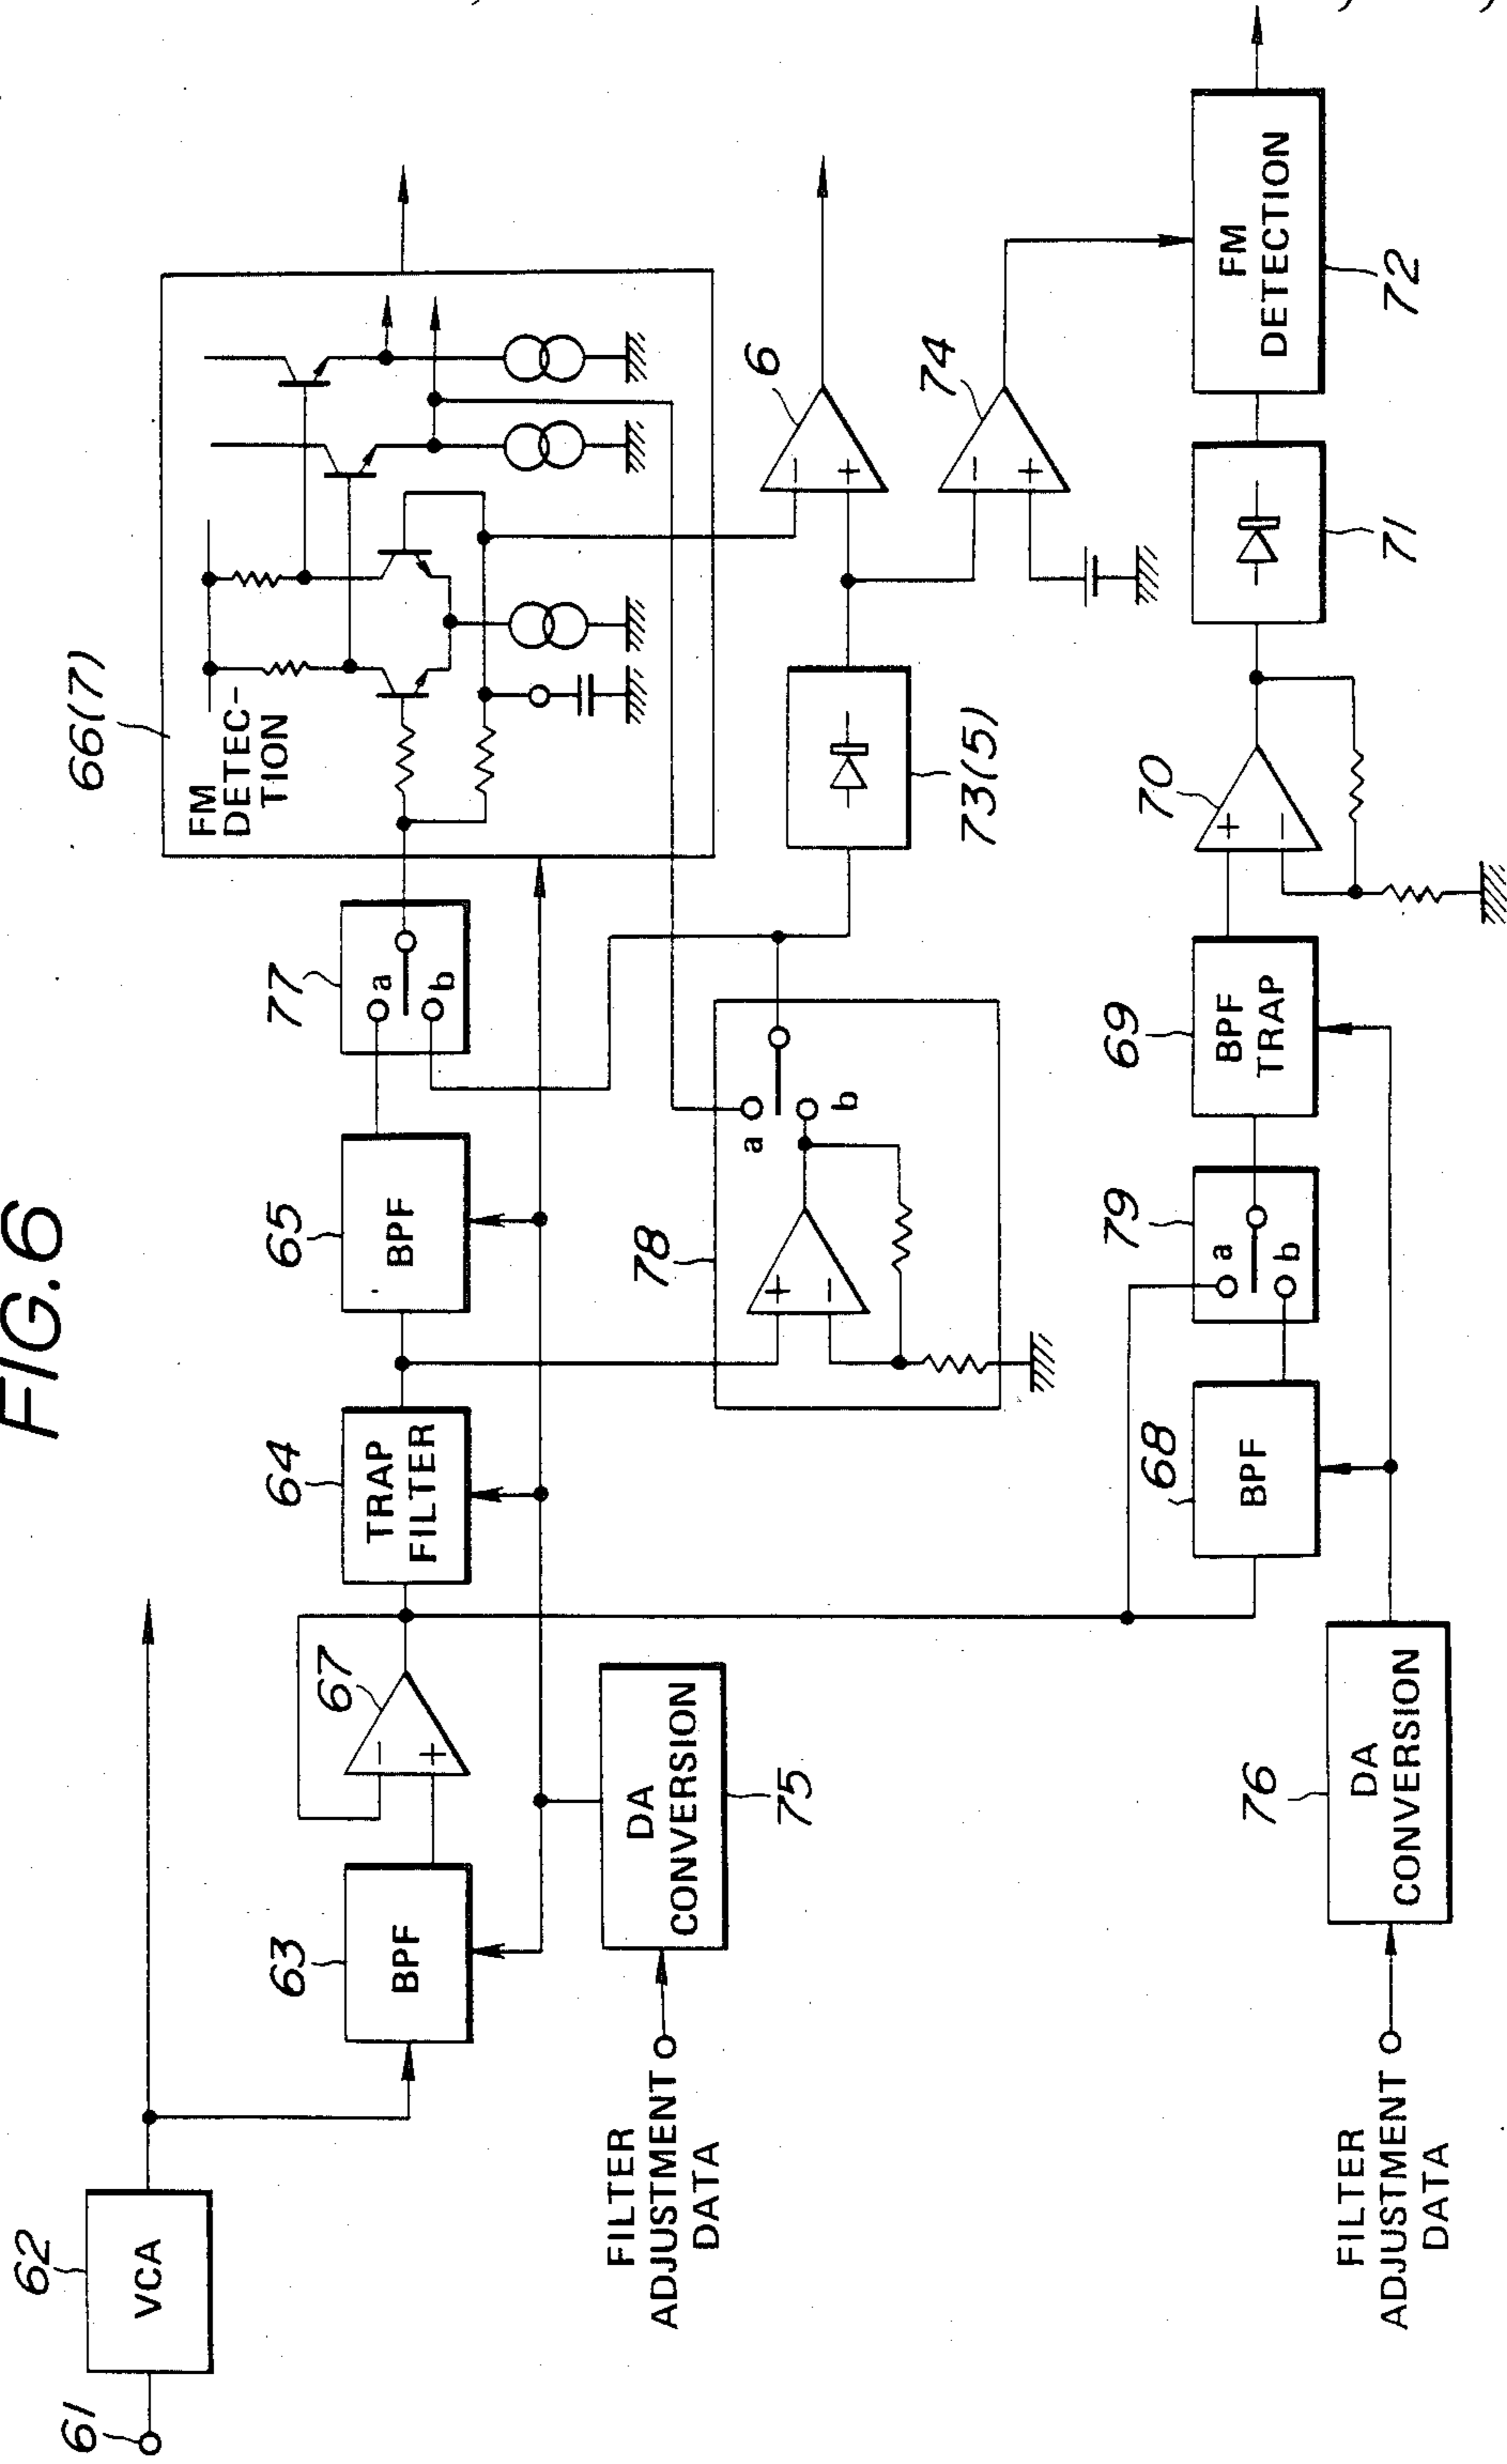 FIG.6
61
62
VCA
63
BPF
67
−
+
64
TRAP
FILTER
65
BPF
77
a
b
66(7)
FM
DETEC-
TION
FILTER
ADJUSTMENT
DATA
DA
CONVERSION
75
78
+
−
a
b
73(5)
6
−
+
74
−
+
FILTER
ADJUSTMENT
DATA
76
DA
CONVERSION
68
BPF
79
a
b
69
BPF
TRAP
70
+
−
71
FM
DETECTION
72